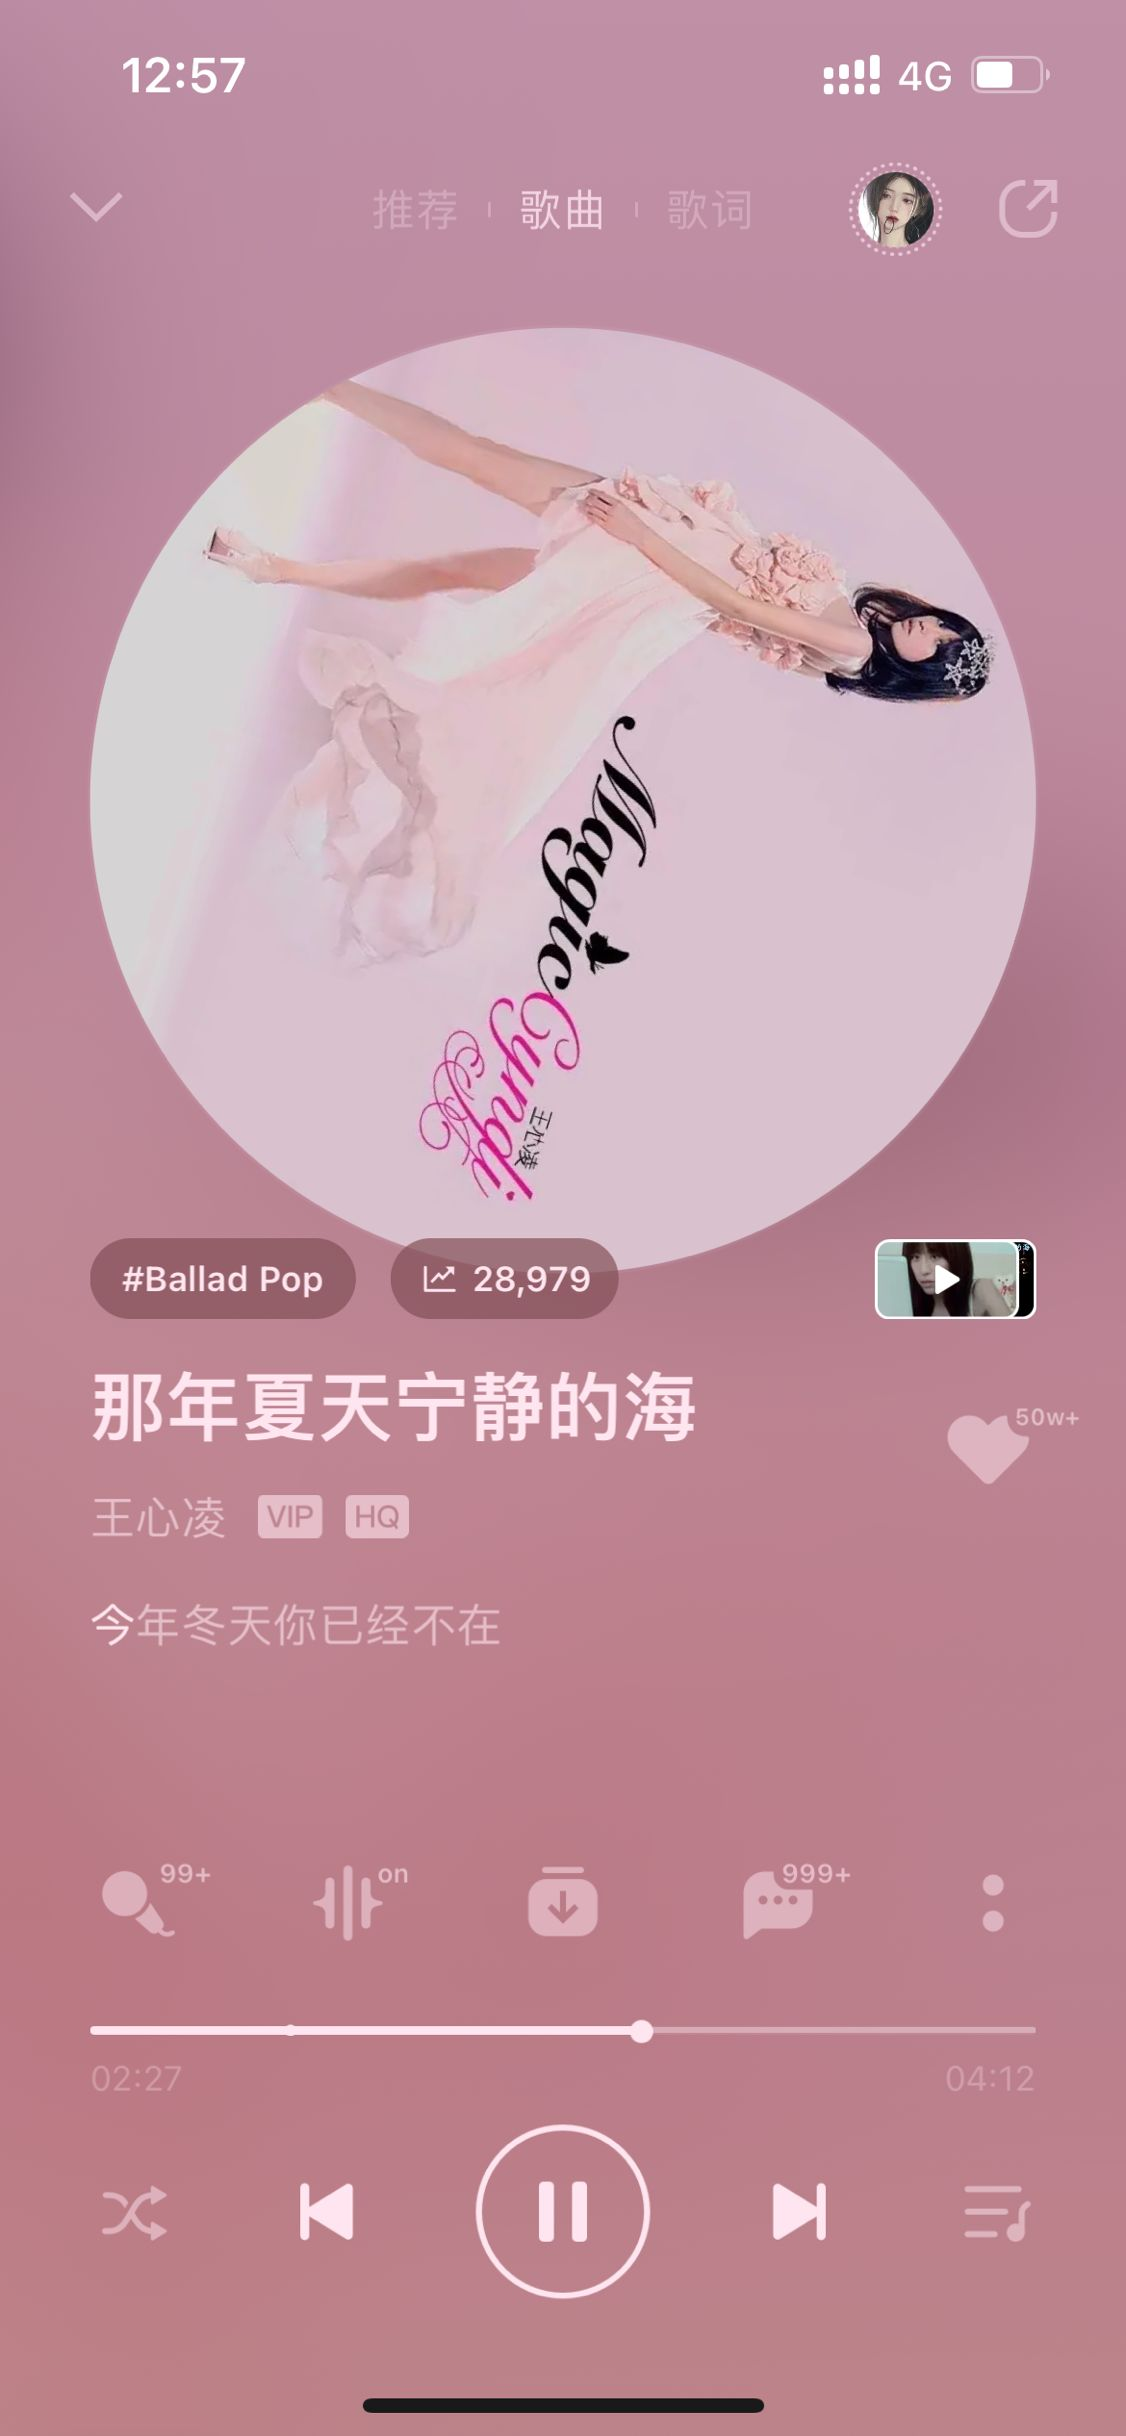 12:57
4G
推荐 歌曲 歌词
Magic
Cyndi
王心凌
#Ballad Pop
28,979
那年夏天宁静的海
50w+
王心凌 VIP HQ
今年冬天你已经不在
99+
on
999+
02:27
04:12